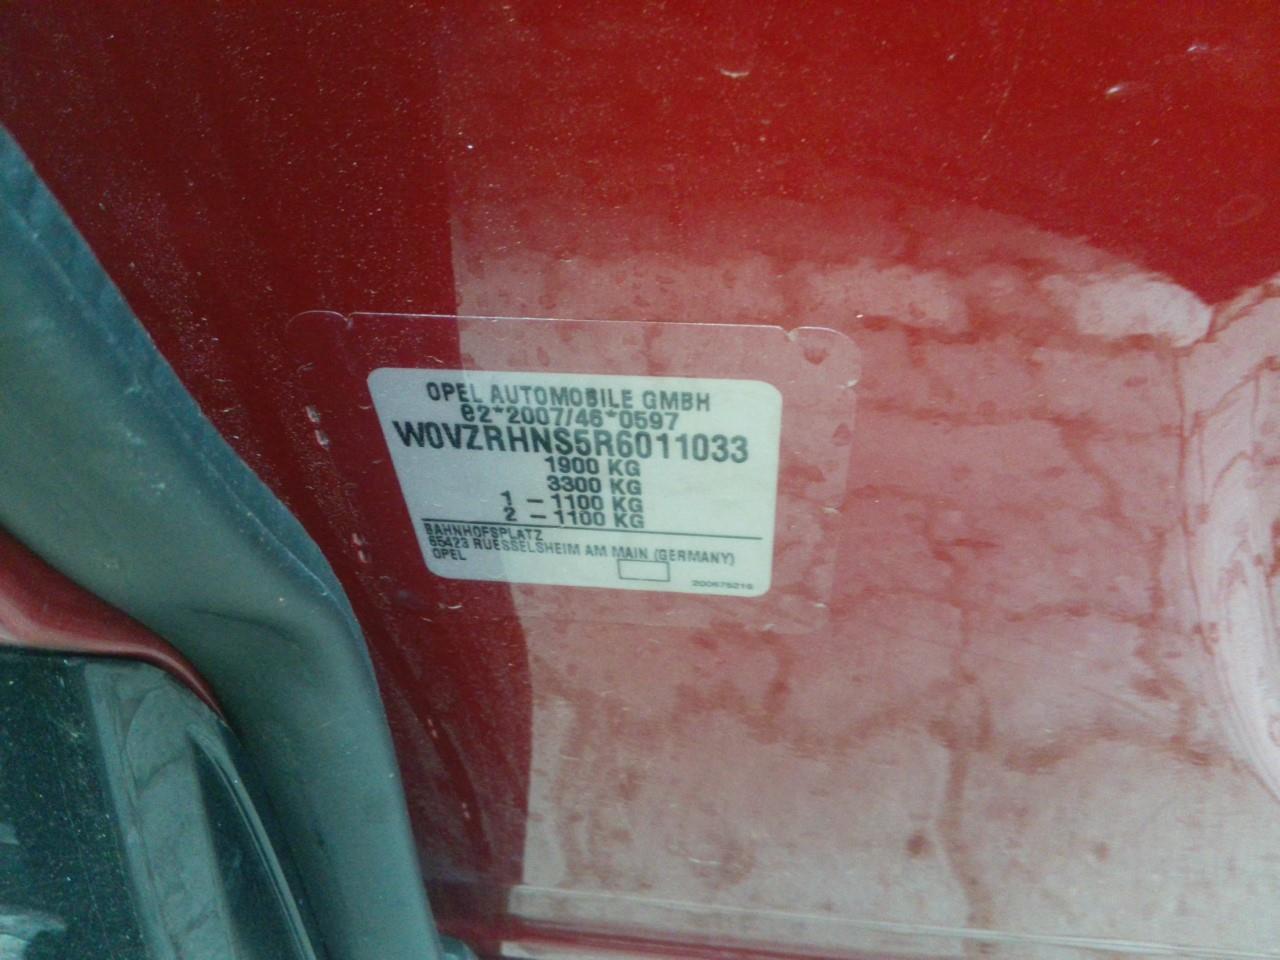 OPEL AUTOMOBILE GMBH
e2*2007/46*0597
W0VZRHNS5R6011033
1900 KG
3300 KG
1 - 1100 KG
2 - 1100 KG
BAHNHOFSPLATZ
65423 RUESSELSHEIM AM MAIN (GERMANY)
OPEL